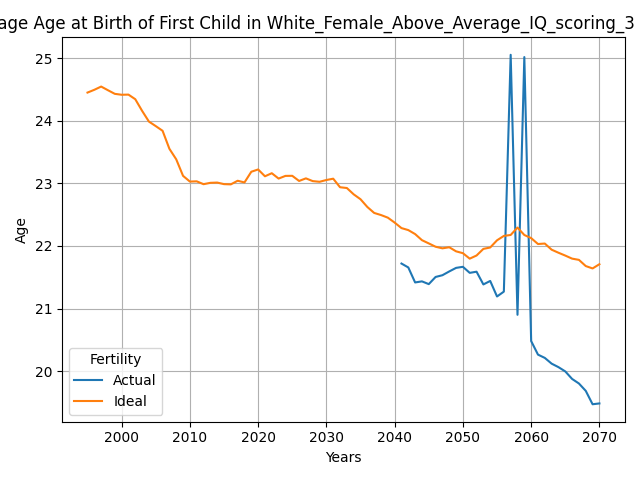 age Age at Birth of First Child in White_Female_Above_Average_IQ_scoring_3
25
24
23
22
21
20
Age
Fertility
Actual
Ideal
2000 2010 2020 2030 2040 2050 2060 2070
Years